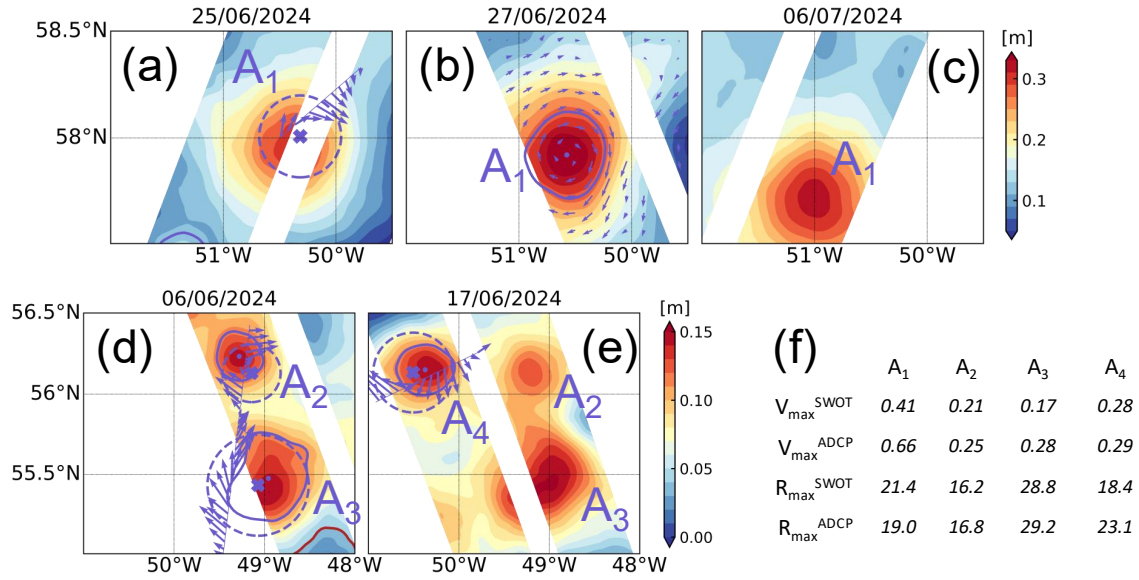 25/06/2024 27/06/2024 06/07/2024
58.5°N [m]
(a) (b) (c)
A1 0.3
58°N A1 A1 0.2
0.1
51°W 50°W 51°W 50°W 51°W 50°W
06/06/2024 17/06/2024
56.5°N [m]
(d) (e) (f)
0.15
A2 A2 A1 A2 A3 A4
56°N A4 0.10
VmaxSWOT 0.41 0.21 0.17 0.28
VmaxADCP 0.66 0.25 0.28 0.29
55.5°N 0.05
A3 A3
RmaxSWOT 21.4 16.2 28.8 18.4
RmaxADCP 19.0 16.8 29.2 23.1
0.00
50°W 49°W 48°W 50°W 49°W 48°W